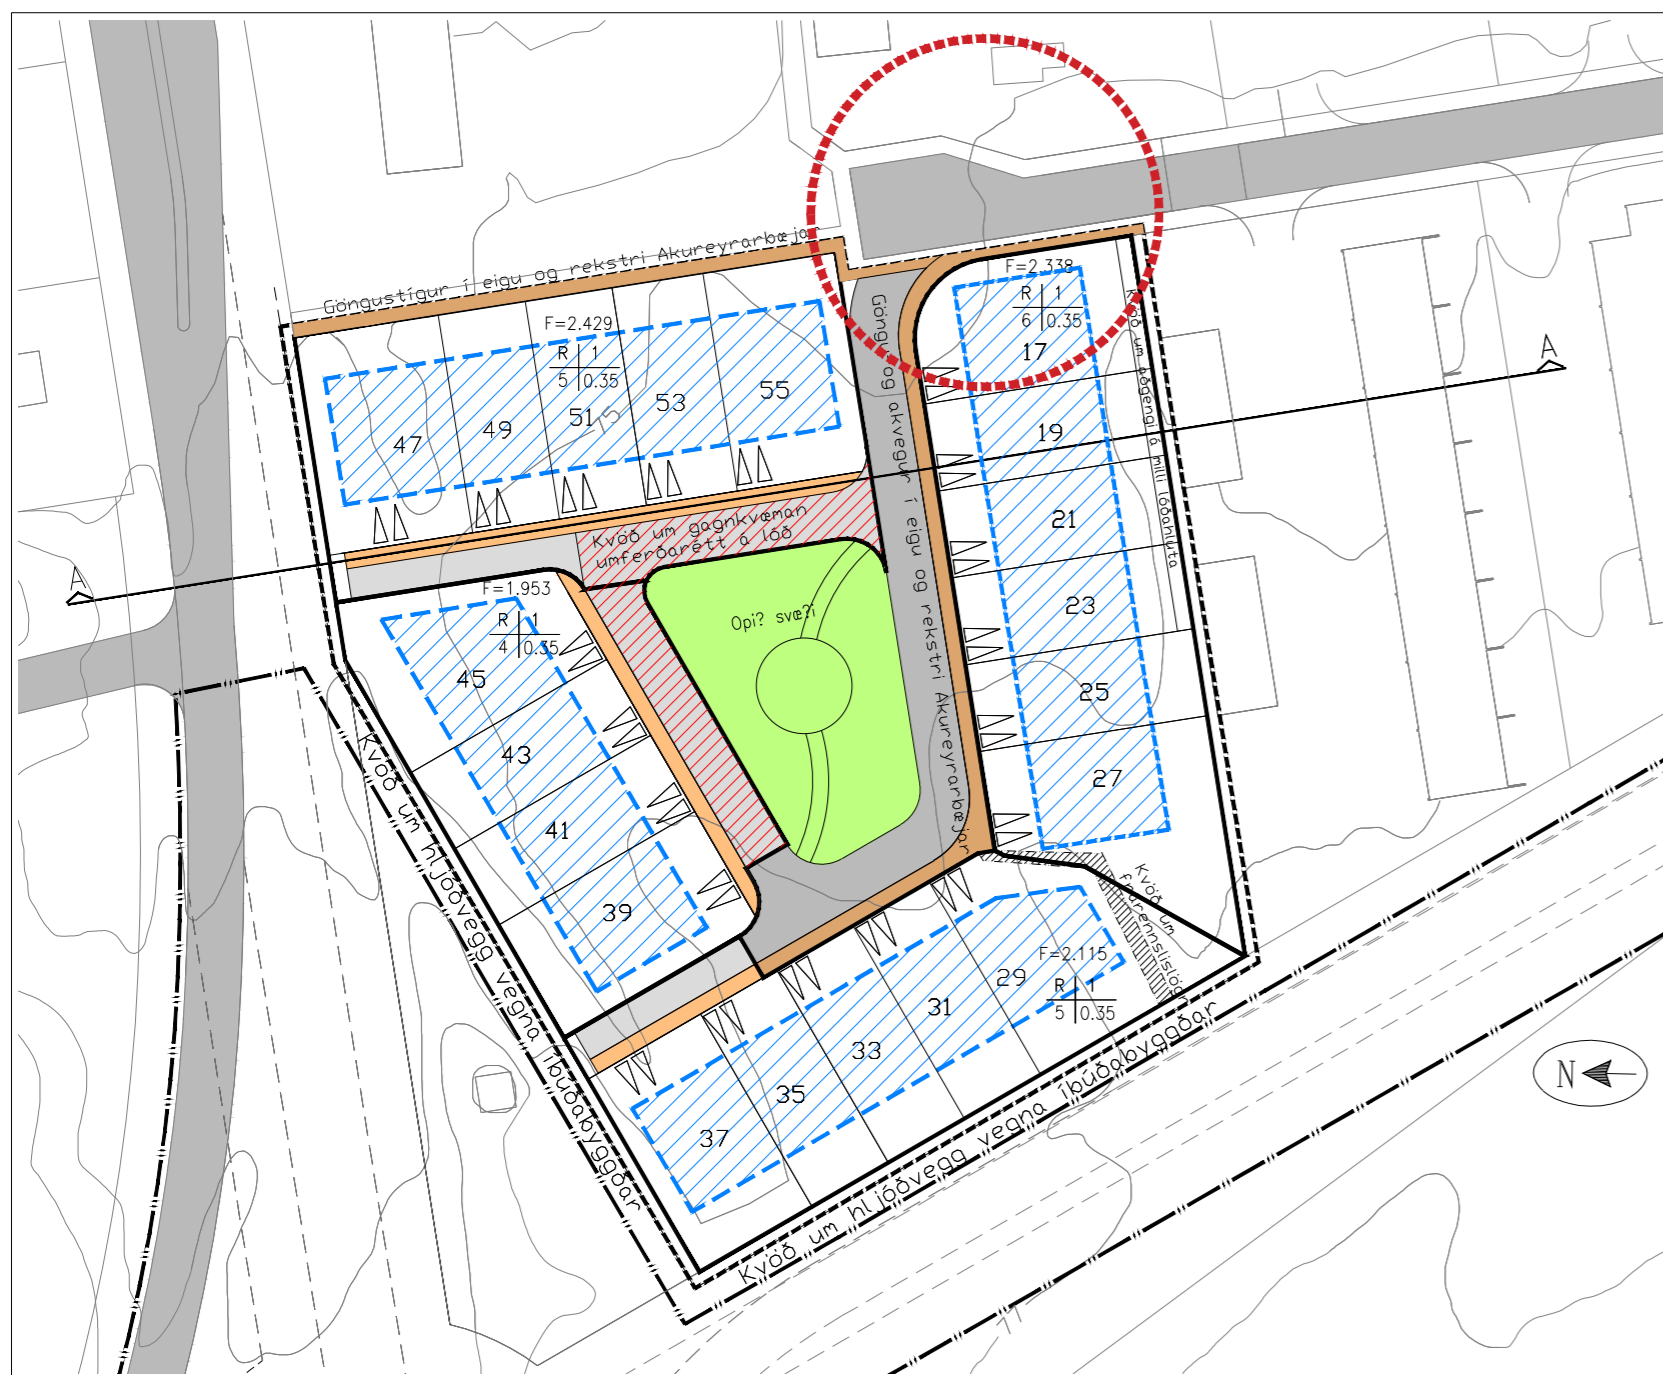 Göngustígur í eigu og rekstri Akureyrarbæjar
F=2.338
R 1
6 0.35
17
F=2.429
R 1
5 0.35
47
49
51
53
55
15
Göngu- og akvegur í eigu og rekstri Akureyrarbæjar
Kvöð um aðgengi á milli lóðahluta
19
21
23
25
27
A
A
Kvöð um gagnkvæman
umferðarétt a lóð
F=1.953
R 1
4 0.35
45
43
41
39
Opi? svæ?i
Kvöð um hljóðvegg vegna íbúðabyggðar
Kvöð um
frárennslislögn
F=2.115
R 1
5 0.35
29
31
33
35
37
Kvöð um hljóðvegg vegna íbúðabyggðar
N